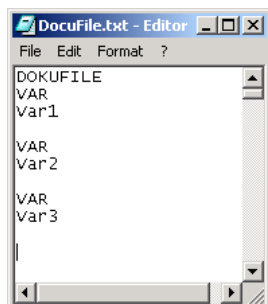 DocuFile.txt - Editor
File Edit Format ?
DOKUFILE
VAR
Var1
VAR
Var2
VAR
Var3